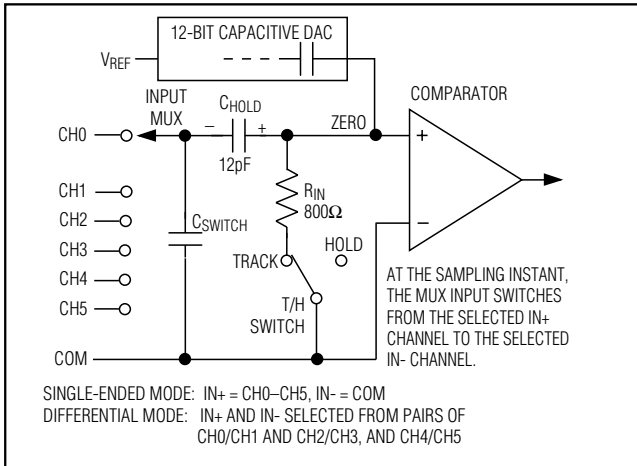 12-BIT CAPACITIVE DAC
VREF
INPUT
MUX
CHOLD
COMPARATOR
CH0
− +
ZERO
+
12pF
RIN
800Ω
CH1
CH2
CSWITCH
−
CH3
TRACK
HOLD
CH4
CH5
T/H
SWITCH
AT THE SAMPLING INSTANT,
THE MUX INPUT SWITCHES
FROM THE SELECTED IN+
CHANNEL TO THE SELECTED
IN- CHANNEL.
COM
SINGLE-ENDED MODE: IN+ = CH0–CH5, IN- = COM
DIFFERENTIAL MODE: IN+ AND IN- SELECTED FROM PAIRS OF
CH0/CH1 AND CH2/CH3, AND CH4/CH5